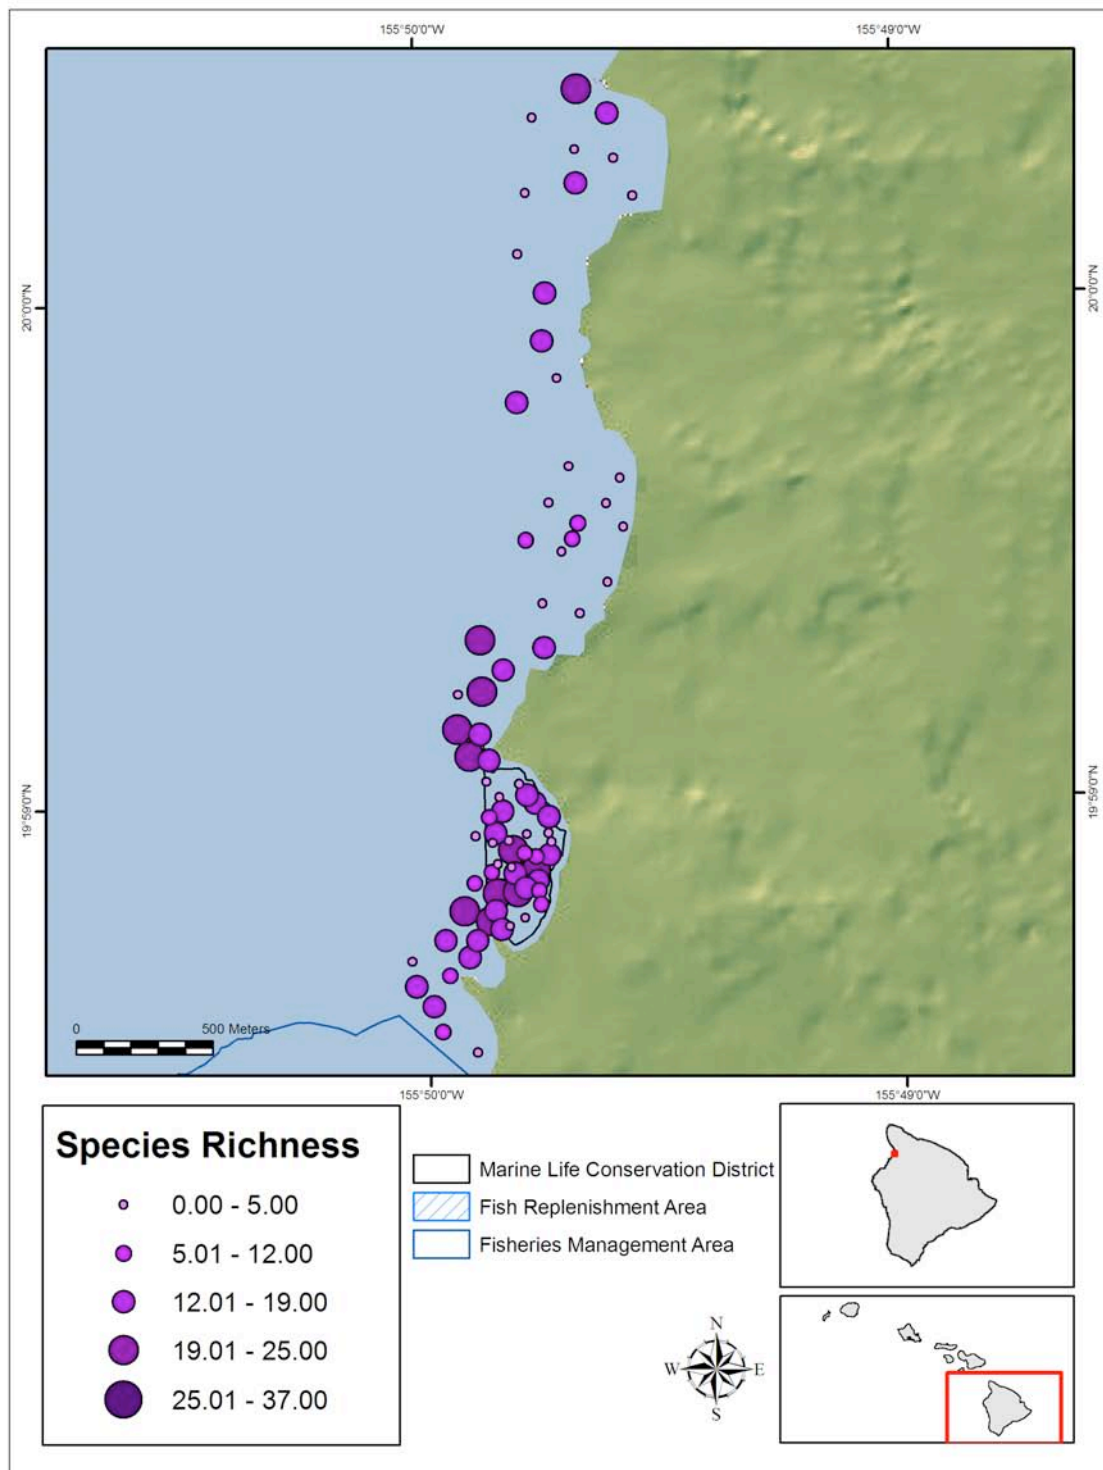 155°50'0"W 155°49'0"W
20°0'0"N
20°0'0"N
19°59'0"N
19°59'0"N
0 500 Meters
155°50'0"W 155°49'0"W
Species Richness
0.00 - 5.00
5.01 - 12.00
12.01 - 19.00
19.01 - 25.00
25.01 - 37.00
Marine Life Conservation District
Fish Replenishment Area
Fisheries Management Area
N
W E
S